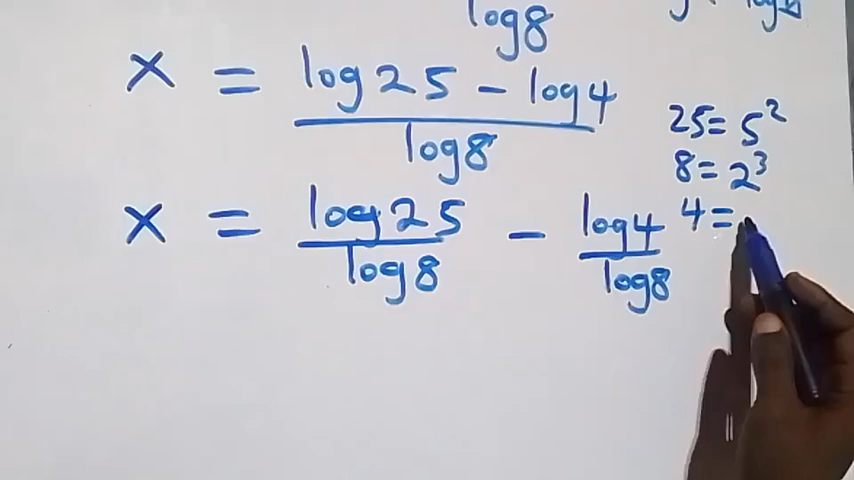 log8
x = (log25 - log4) / log8
25 = 5²
8 = 2³
4 =
x = log25 / log8 - log4 / log8